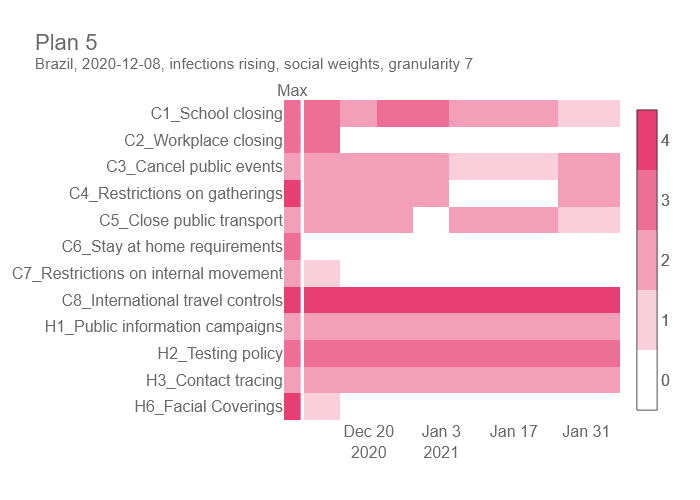 Plan 5
Brazil, 2020-12-08, infections rising, social weights, granularity 7
Max
C1_School closing
C2_Workplace closing
C3_Cancel public events
C4_Restrictions on gatherings
C5_Close public transport
C6_Stay at home requirements
C7_Restrictions on internal movement
C8_International travel controls
H1_Public information campaigns
H2_Testing policy
H3_Contact tracing
H6_Facial Coverings
4
3
2
1
0
Dec 20 Jan 3 Jan 17 Jan 31
2020 2021